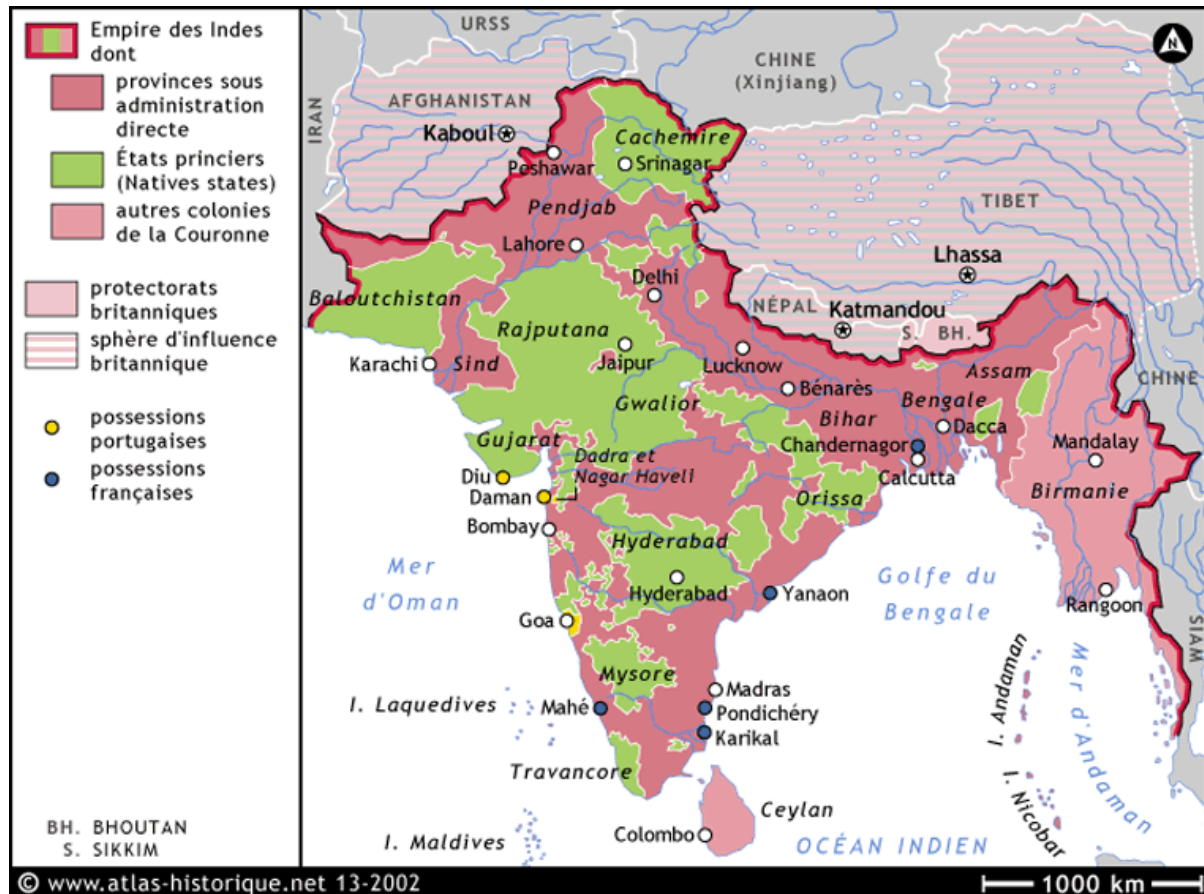 Empire des Indes
dont
provinces sous
administration
directe
États princiers
(Natives states)
autres colonies
de la Couronne
protectorats
britanniques
sphère d'influence
britannique
possessions
portugaises
possessions
françaises
BH. BHOUTAN
S. SIKKIM
URSS
CHINE
(Xinjiang)
N
IRAN
AFGHANISTAN
Kaboul
Cachemire
Peshawar
Srinagar
Pendjab
TIBET
Lahore
Lhassa
Delhi
Baloutchistan
NÉPAL
Katmandou
Rajputana
S.
BH.
Karachi
Sind
Jaipur
Lucknow
Assam
CHINE
Bénarès
Gwalior
Bengale
Bihar
Dacca
Gujarat
Chandernagor
Mandalay
Dadra et
Nagar Haveli
Diu
Calcutta
Daman
Orissa
Birmanie
Bombay
Hyderabad
Mer
d'Oman
Golfe du
Bengale
Hyderabad
Yanaon
Rangoon
Goa
SIAM
Mysore
I. Andaman
Mer d'Andaman
Madras
I. Laquedives
Mahé
Pondichéry
Karikal
Travancore
I. Nicobar
Ceylan
Colombo
I. Maldives
OCÉAN INDIEN
© www.atlas-historique.net 13-2002
1000 km